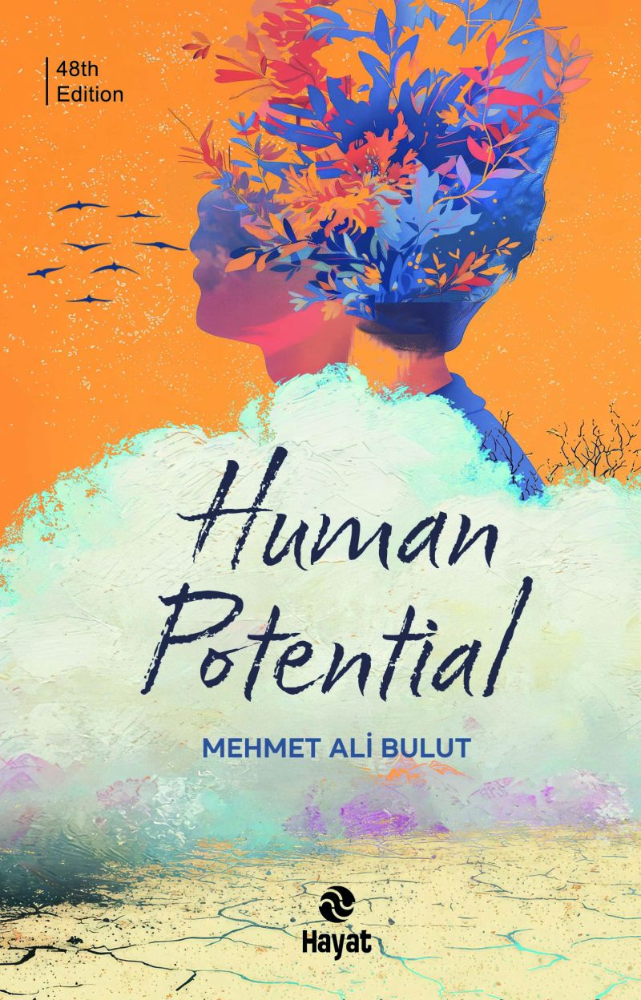 48th
Edition
Human
Potential
MEHMET ALİ BULUT
Hayat